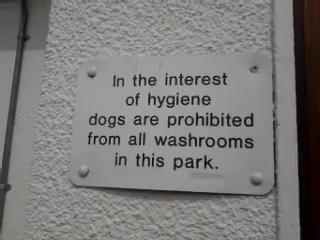 In the interest
of hygiene
dogs are prohibited
from all washrooms
in this park.